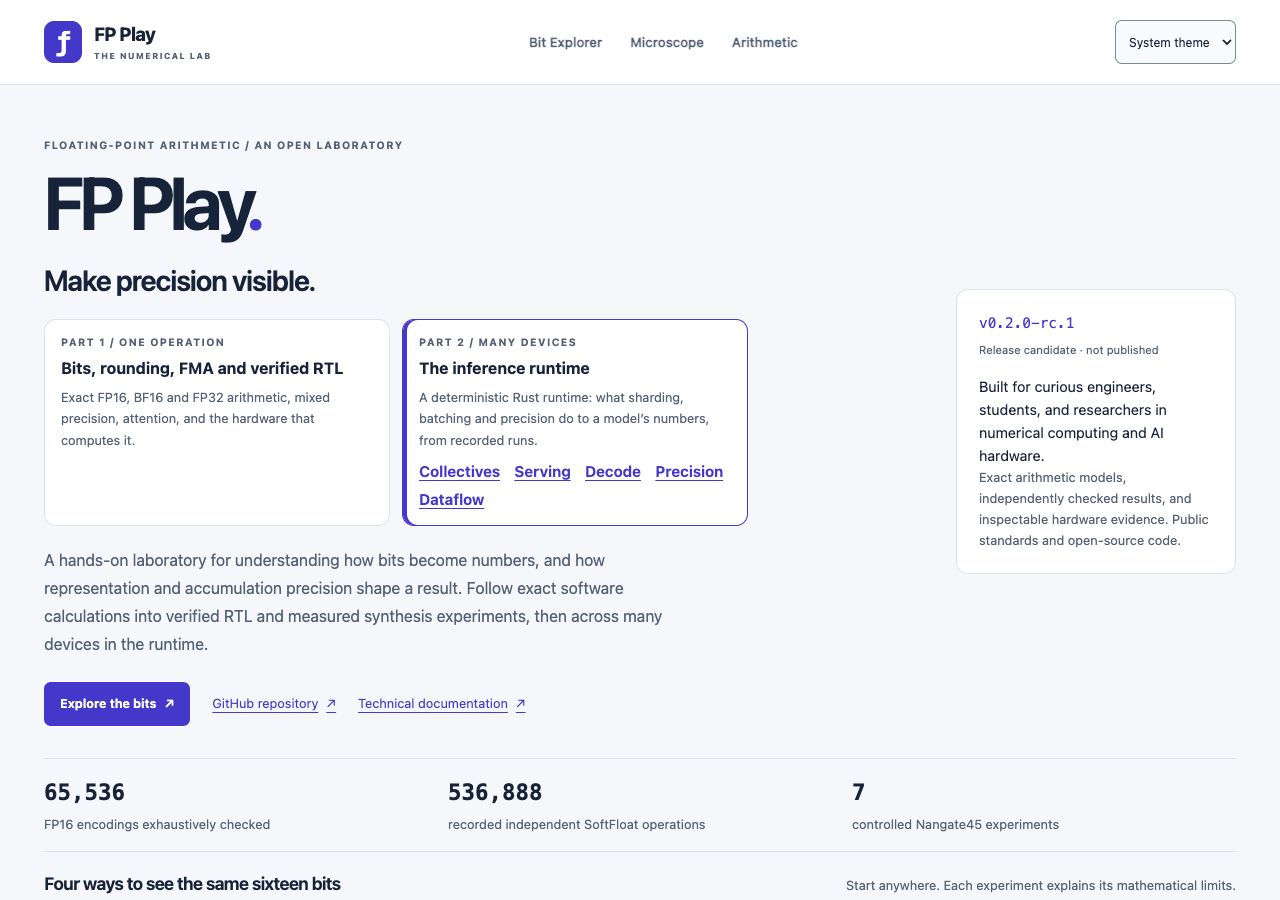 FP Play
THE NUMERICAL LAB
Bit Explorer
Microscope
Arithmetic
System theme
FLOATING-POINT ARITHMETIC / AN OPEN LABORATORY
FP Play.
Make precision visible.
PART 1 / ONE OPERATION
Bits, rounding, FMA and verified RTL
Exact FP16, BF16 and FP32 arithmetic, mixed
precision, attention, and the hardware that
computes it.
PART 2 / MANY DEVICES
The inference runtime
A deterministic Rust runtime: what sharding,
batching and precision do to a model’s numbers,
from recorded runs.
Collectives Serving Decode Precision
Dataflow
v0.2.0-rc.1
Release candidate · not published
Built for curious engineers,
students, and researchers in
numerical computing and AI
hardware.
Exact arithmetic models,
independently checked results, and
inspectable hardware evidence. Public
standards and open-source code.
A hands-on laboratory for understanding how bits become numbers, and how
representation and accumulation precision shape a result. Follow exact software
calculations into verified RTL and measured synthesis experiments, then across many
devices in the runtime.
Explore the bits ↗
GitHub repository ↗
Technical documentation ↗
65,536
FP16 encodings exhaustively checked
536,888
recorded independent SoftFloat operations
7
controlled Nangate45 experiments
Four ways to see the same sixteen bits
Start anywhere. Each experiment explains its mathematical limits.